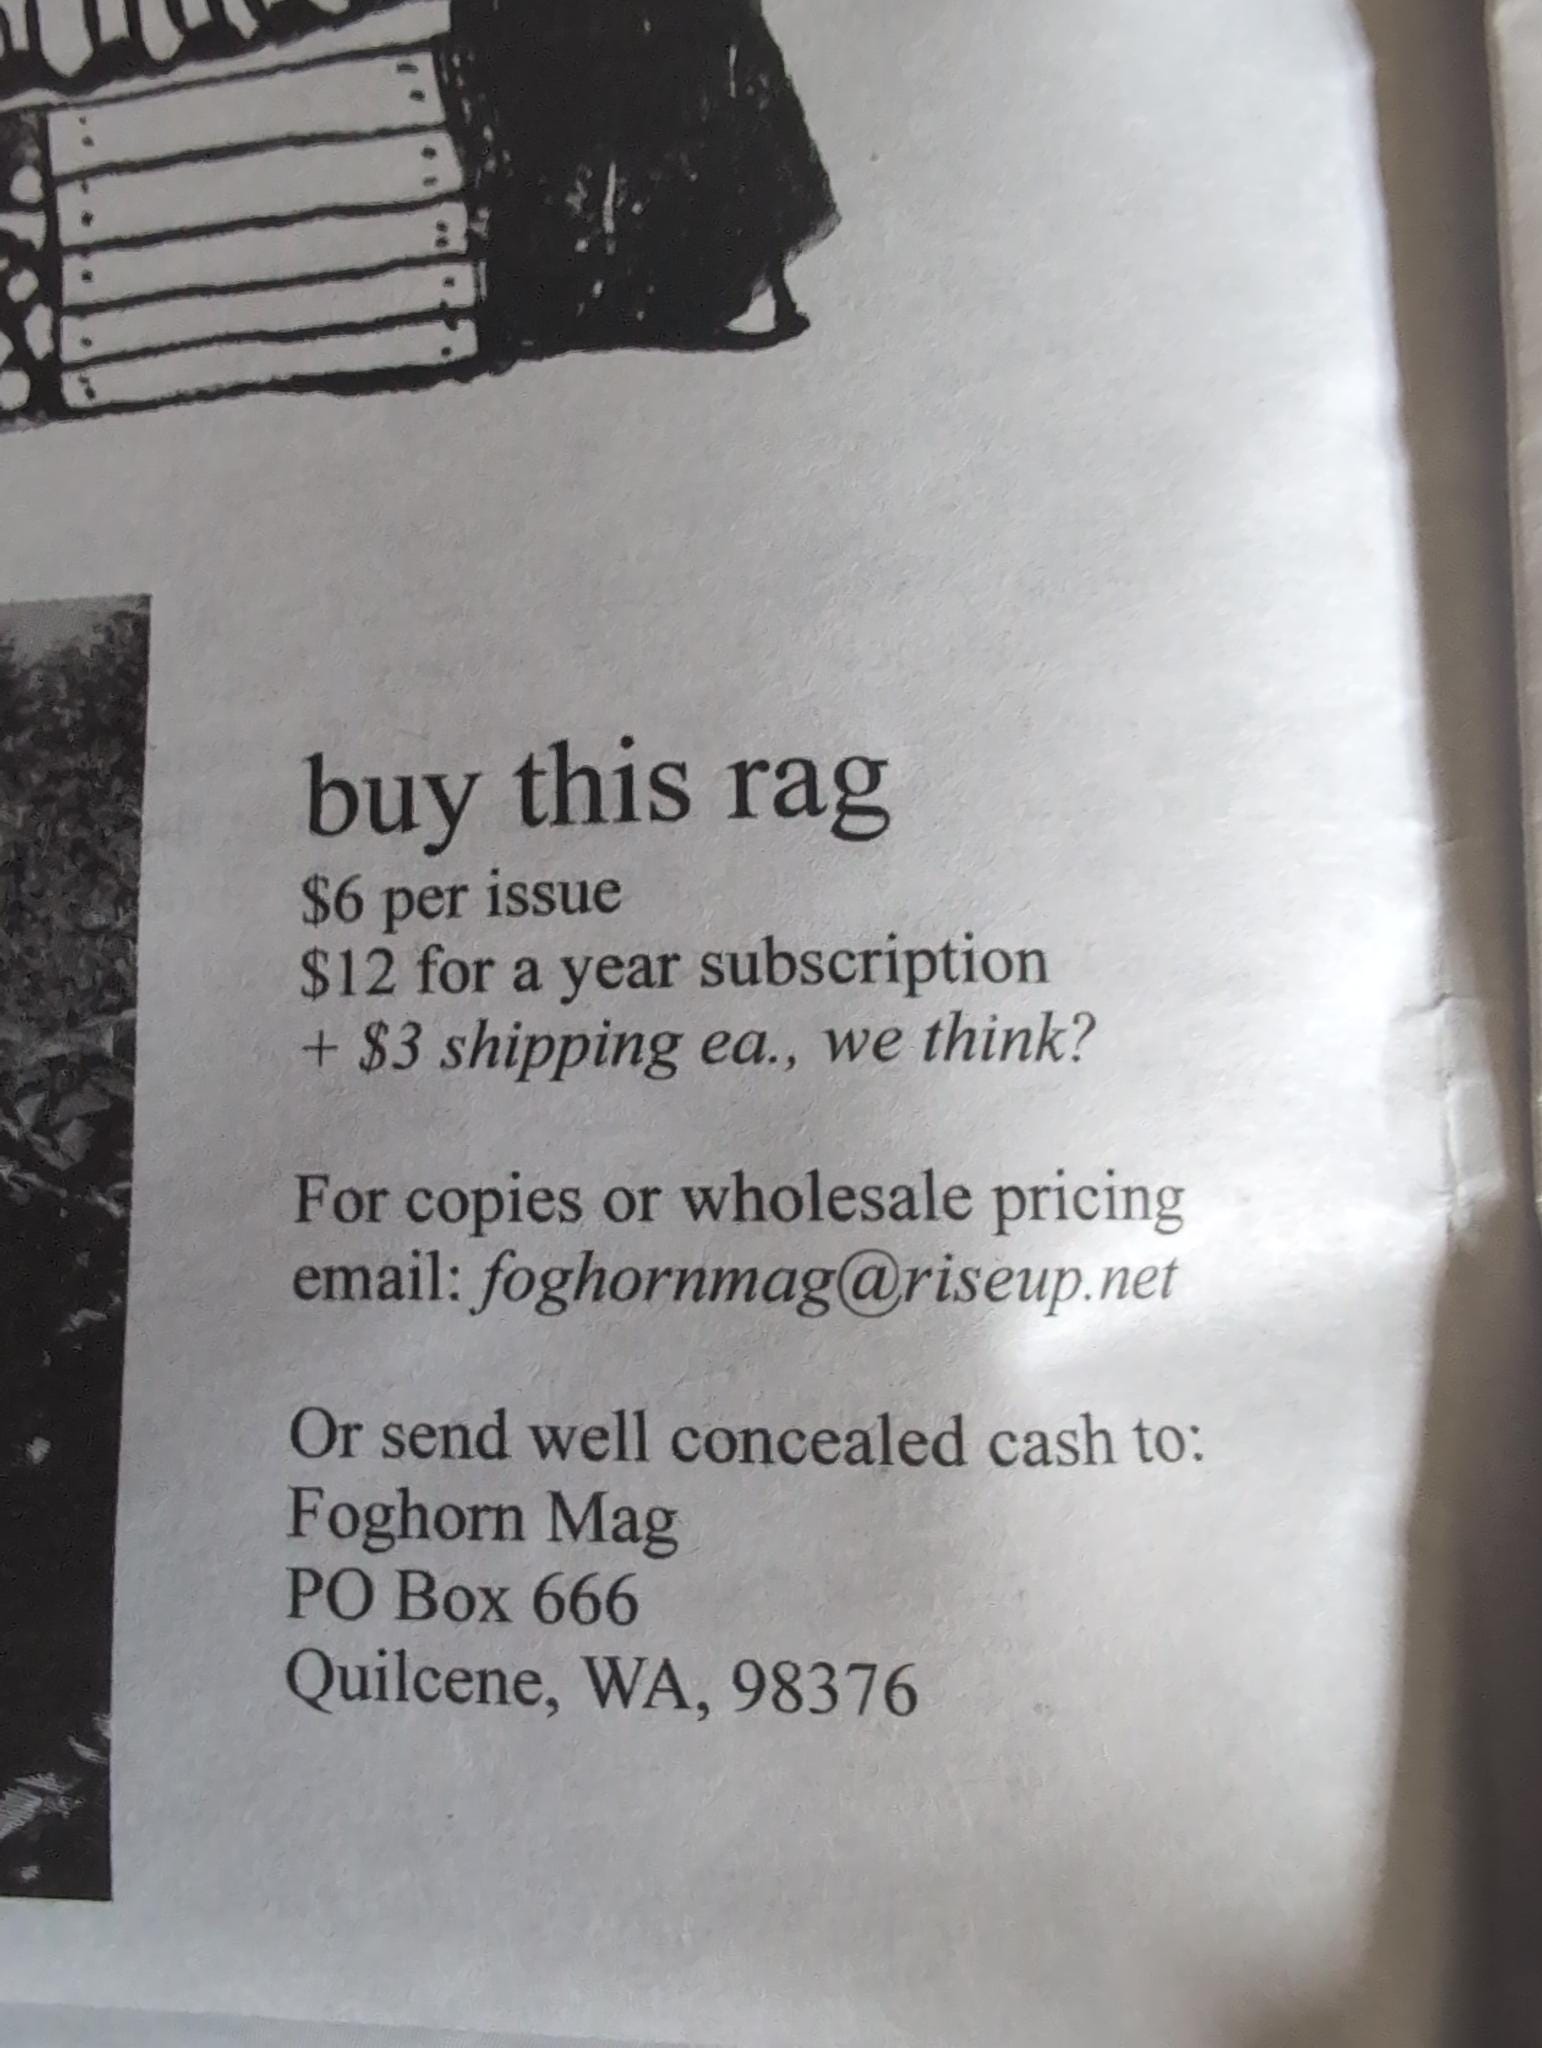 buy this rag
$6 per issue
$12 for a year subscription
+ $3 shipping ea., we think?
For copies or wholesale pricing
email: foghornmag@riseup.net
Or send well concealed cash to:
Foghorn Mag
PO Box 666
Quilcene, WA, 98376